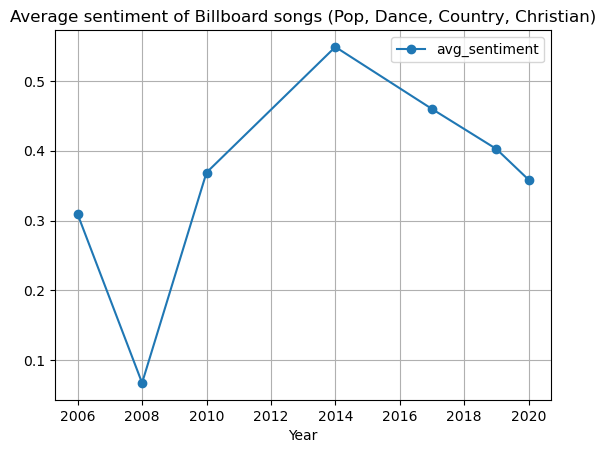 Average sentiment of Billboard songs (Pop, Dance, Country, Christian)
avg_sentiment
0.5
0.4
0.3
0.2
0.1
2006 2008 2010 2012 2014 2016 2018 2020
Year